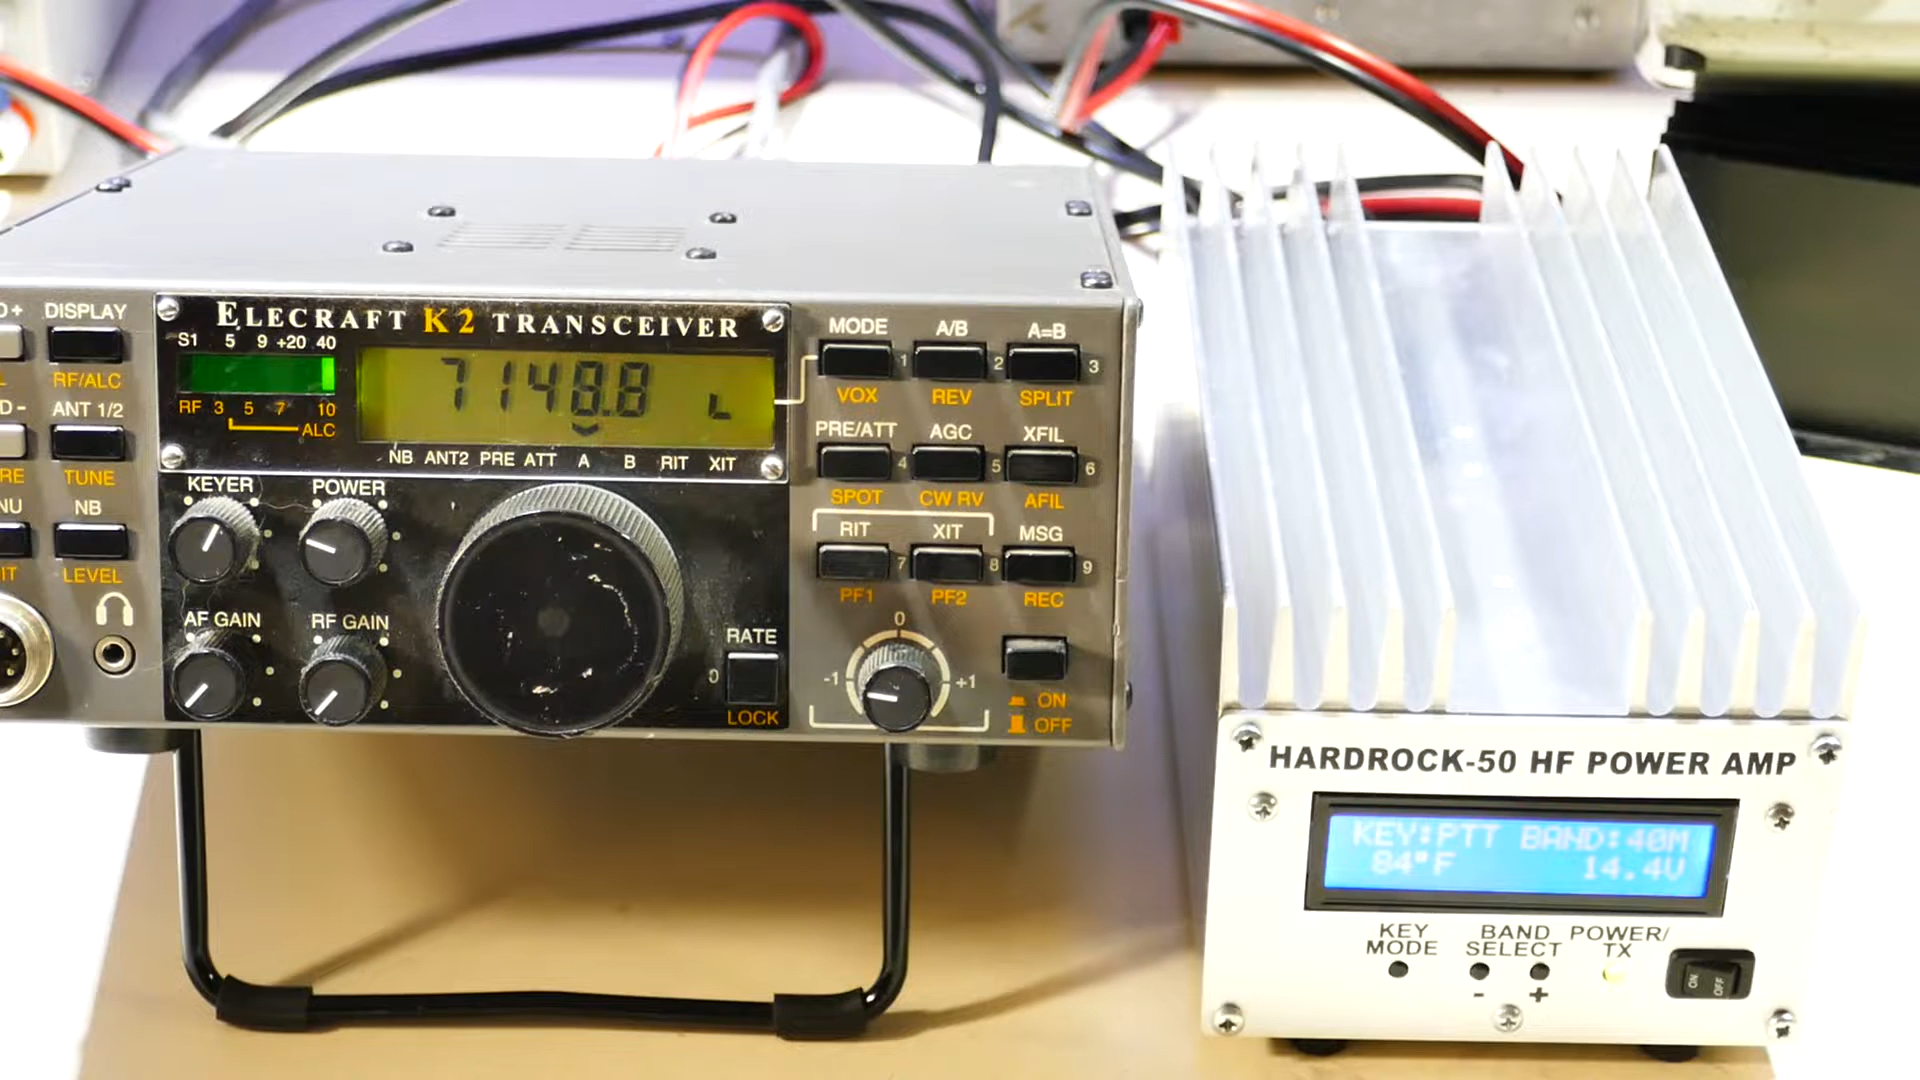 ELECRAFT K2 TRANSCEIVER
S1 5 9 +20 40
RF 3 5 7 10
ALC
7148.8 L
NB ANT2 PRE ATT A B RIT XIT
DISPLAY
RF/ALC
ANT 1/2
TUNE
NB
LEVEL
KEYER POWER
AF GAIN RF GAIN
RATE
LOCK
MODE A/B A=B
1 2 3
VOX REV SPLIT
PRE/ATT AGC XFIL
4 5 6
SPOT CW RV AFIL
RIT XIT MSG
7 8 9
PF1 PF2 REC
0
-1 +1
0
ON
OFF
HARDROCK-50 HF POWER AMP
KEY:PTT BAND:40M
84°F 14.4V
KEY MODE
BAND SELECT
POWER/TX
- +
ON OFF